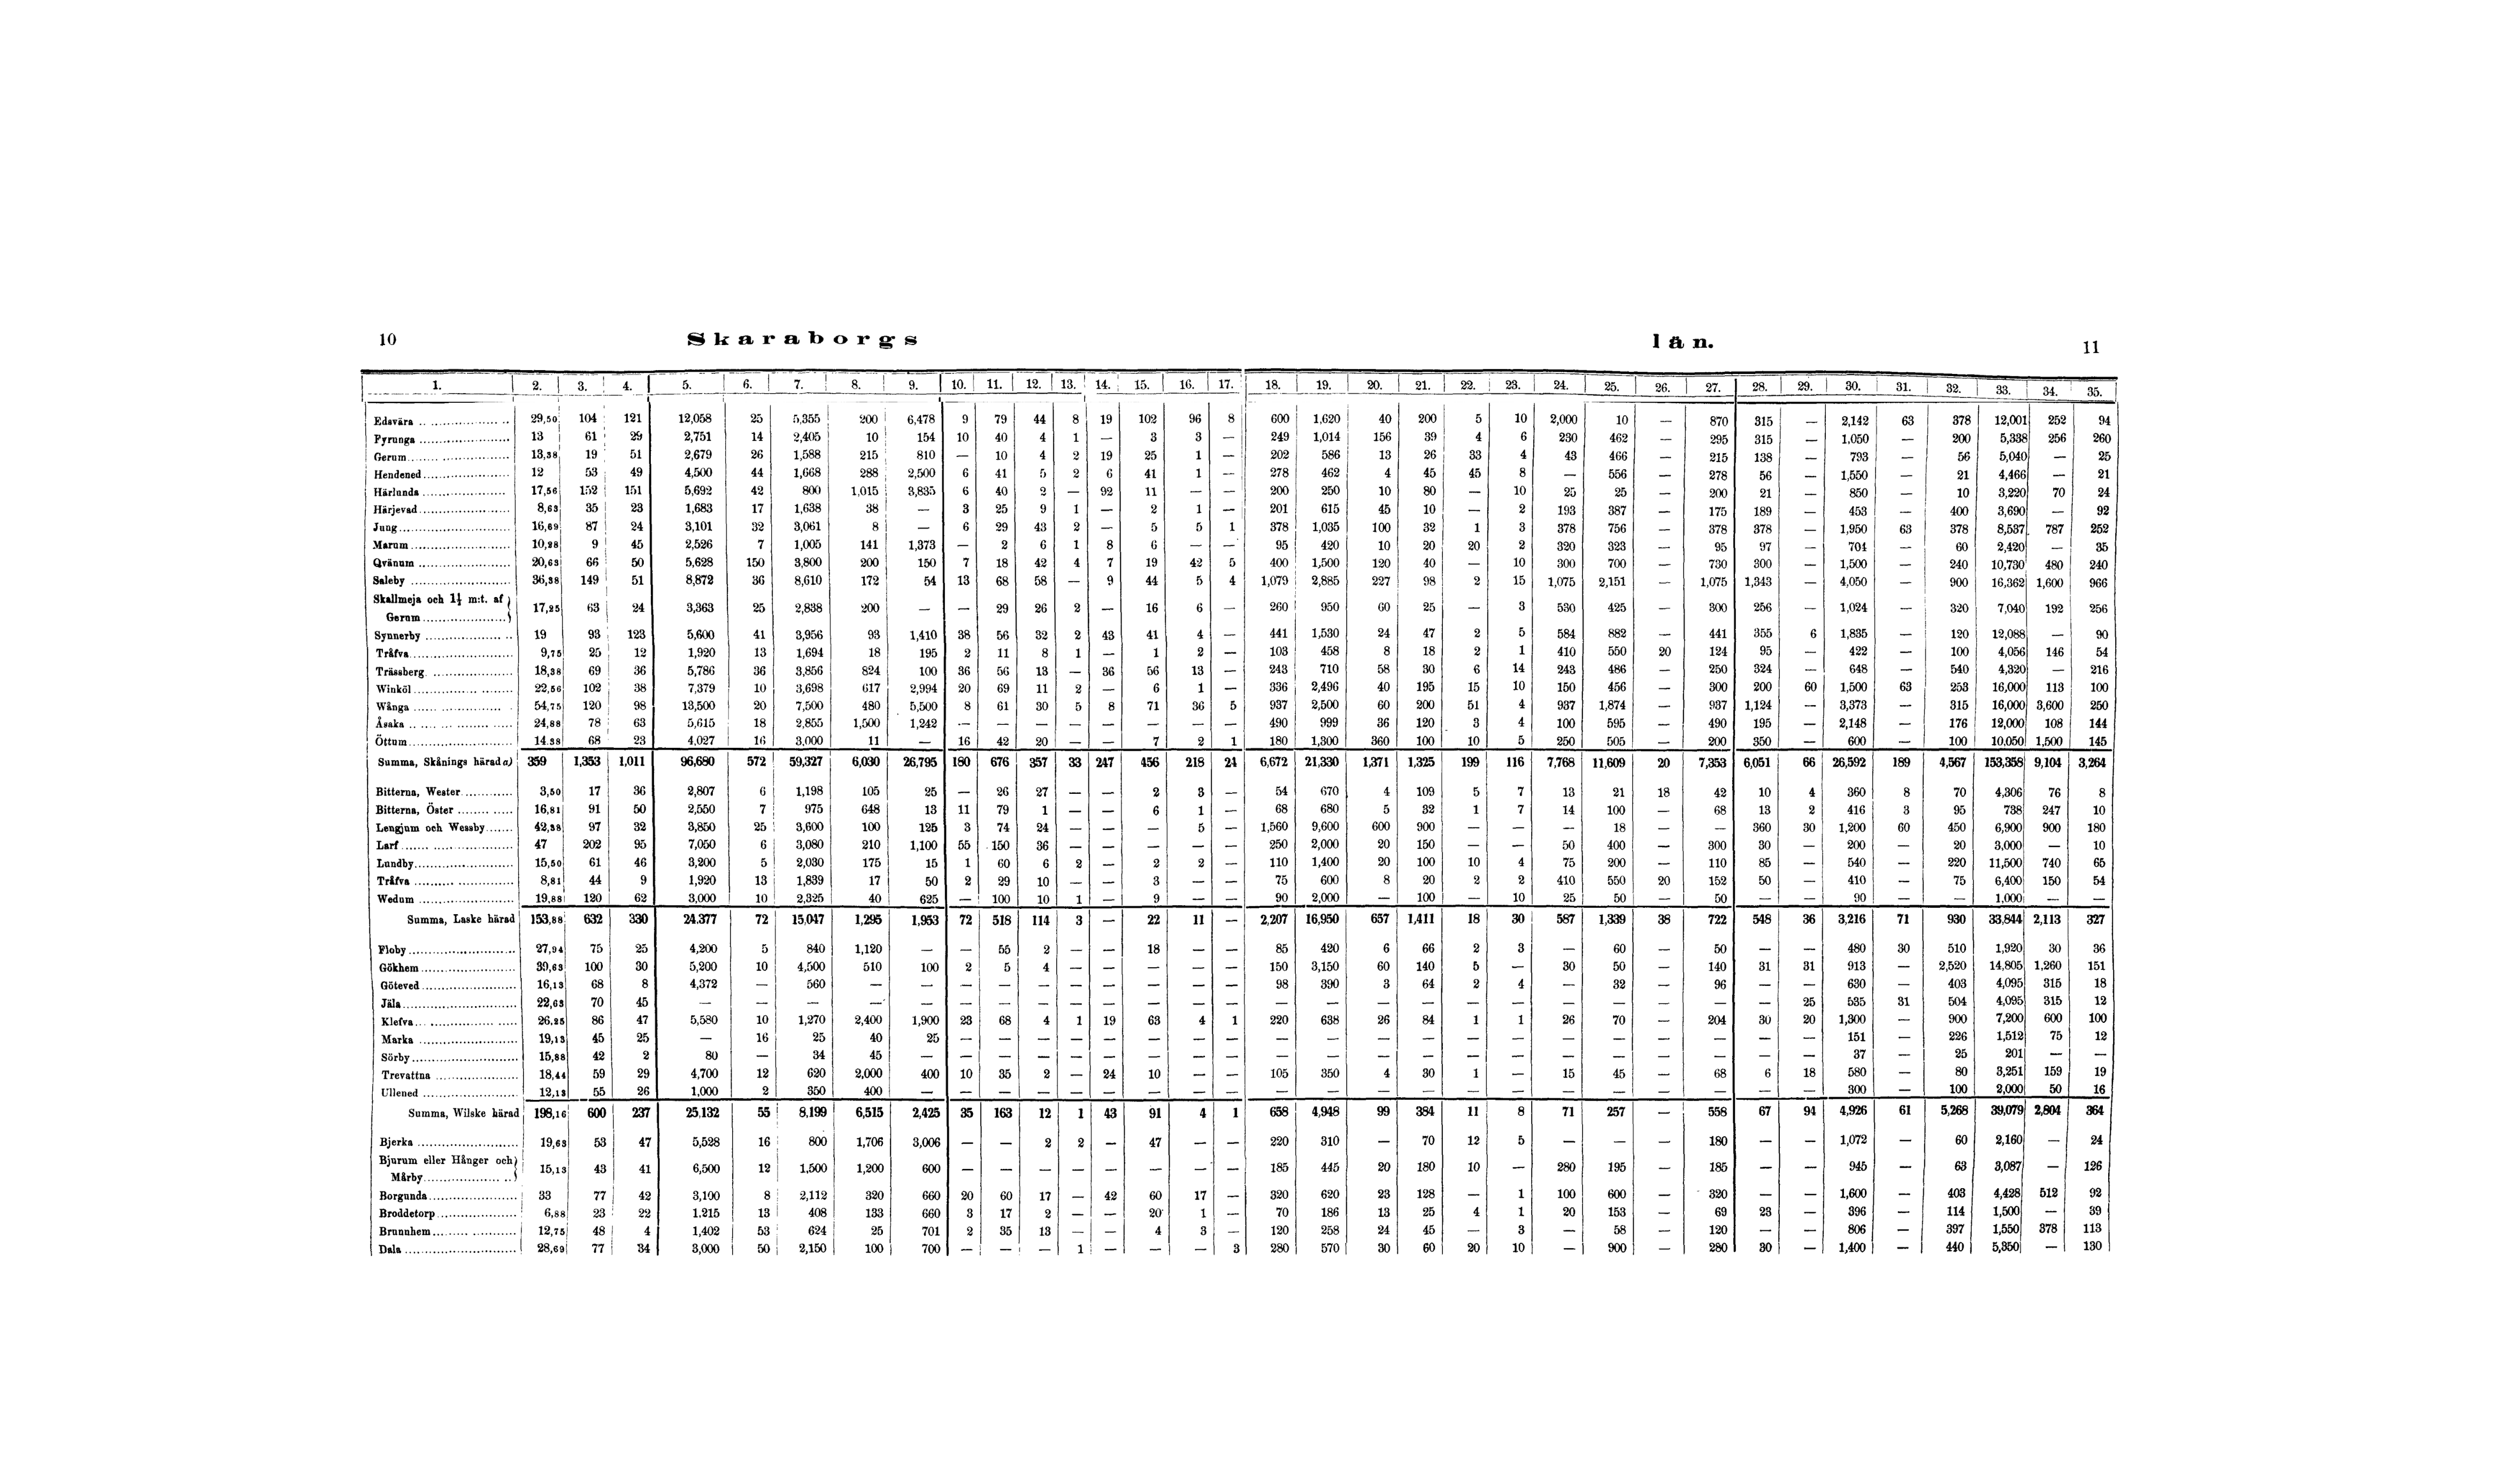 10 Skaraborgs län. 11
1. 2. 3. 4. 5. 6. 7. 8. 9. 10. 11. 12. 13. 14. 15. 16. 17. 18. 19. 20. 21. 22. 23. 24. 25. 26. 27. 28. 29. 30. 31. 32. 33. 34. 35.
Edsvära 29,50 104 121 12,058 25 5,355 200 6,478 9 79 44 8 19 102 96 8 600 1,620 40 200 5 10 2,000 10 — 870 315 — 2,142 63 378 12,001 252 94
Fyrunga 13 61 29 2,751 14 2,405 10 154 10 40 4 1 — 3 3 — 249 1,014 156 39 4 6 230 462 — 295 315 — 1,050 — 200 5,338 256 260
Gerum 13,38 19 51 2,679 26 1,588 215 810 — 10 4 2 19 25 1 — 202 586 13 26 33 4 43 466 — 215 138 — 793 — 56 5,040 — 25
Hendened 12 53 49 4,500 44 1,668 288 2,500 6 41 5 2 6 41 1 — 278 462 4 45 45 8 — 556 — 278 56 — 1,550 — 21 4,466 — 21
Härlunda 17,56 152 151 5,692 42 800 1,015 3,835 6 40 2 — 92 11 — — 200 250 10 80 — 10 25 25 — 200 21 — 850 — 10 3,220 70 24
Härjevad 8,63 35 23 1,683 17 1,638 38 — 3 25 9 1 — 2 1 — 201 615 45 10 — 2 193 387 — 175 189 — 453 — 400 3,690 — 92
Jung 16,69 87 24 3,101 32 3,061 8 — 6 29 43 2 — 5 5 1 378 1,035 100 32 1 3 378 756 — 378 378 — 1,950 63 378 8,537 787 252
Marum 10,28 9 45 2,526 7 1,005 141 1,373 — 2 6 1 8 6 — — 95 420 10 20 20 2 320 323 — 95 97 — 704 — 60 2,420 — 35
Qvänum 20,63 66 50 5,628 150 3,800 200 150 7 18 42 4 7 19 42 5 400 1,500 120 40 — 10 300 700 — 730 300 — 1,500 — 240 10,730 480 240
Saleby 36,38 149 51 8,872 36 8,610 172 54 13 68 58 — 9 44 5 4 1,079 2,885 227 98 2 15 1,075 2,151 — 1,075 1,343 — 4,050 — 900 16,362 1,600 966
Skallmeja och 1½ m:t. af
Gerum 17,25 63 24 3,363 25 2,838 200 — — 29 26 2 — 16 6 — 260 950 60 25 — 3 530 425 — 300 256 — 1,024 — 320 7,040 192 256
Synnerby 19 93 123 5,600 41 3,956 93 1,410 38 56 32 2 43 41 4 — 441 1,530 24 47 2 5 584 882 — 441 355 6 1,835 — 120 12,088 — 90
Tråfva 9,75 25 12 1,920 13 1,694 18 195 2 11 8 1 — 1 2 — 103 458 8 18 2 1 410 550 20 124 95 — 422 — 100 4,056 146 54
Trässberg 18,38 69 36 5,786 36 3,856 824 100 36 56 13 — 36 56 13 — 243 710 58 30 6 14 243 486 — 250 324 — 648 — 540 4,320 — 216
Winköl 22,56 102 38 7,379 10 3,698 617 2,994 20 69 11 2 — 6 1 — 336 2,496 40 195 15 10 150 456 — 300 200 60 1,500 63 253 16,000 113 100
Wånga 54,75 120 98 13,500 20 7,500 480 5,500 8 61 30 5 8 71 36 5 937 2,500 60 200 51 4 937 1,874 — 937 1,124 — 3,373 — 315 16,000 3,600 250
Åsaka 24,88 78 63 5,615 18 2,855 1,500 1,242 — — — — — — — — 490 999 36 120 3 4 100 595 — 490 195 — 2,148 — 176 12,000 108 144
Öttum 14,38 68 23 4,027 16 3,000 11 — 16 42 20 — — 7 2 1 180 1,300 360 100 10 5 250 505 — 200 350 — 600 — 100 10,050 1,500 145
Summa, Skånings härad a) 359 1,353 1,011 96,680 572 59,327 6,030 26,795 180 676 357 33 247 456 218 24 6,672 21,330 1,371 1,325 199 116 7,768 11,609 20 7,353 6,051 66 26,592 189 4,567 153,358 9,104 3,264
Bitterna, Wester 3,50 17 36 2,807 6 1,198 105 25 — 26 27 — — 2 3 — 54 670 4 109 5 7 13 21 18 42 10 4 360 8 70 4,306 76 8
Bitterna, Öster 16,81 91 50 2,550 7 975 648 13 11 79 1 — — 6 1 — 68 680 5 32 1 7 14 100 — 68 13 2 416 3 95 738 247 10
Lengjum och Wessby 42,38 97 32 3,850 25 3,600 100 125 3 74 24 — — — 5 — 1,560 9,600 600 900 — — — 18 — — 360 30 1,200 60 450 6,900 900 180
Larf 47 202 95 7,050 6 3,080 210 1,100 55 150 36 — — — — — 250 2,000 20 150 — — 50 400 — 300 30 — 200 — 20 3,000 — 10
Lundby 15,50 61 46 3,200 5 2,030 175 15 1 60 6 2 — 2 2 — 110 1,400 20 100 10 4 75 200 — 110 85 — 540 — 220 11,500 740 65
Tråfva 8,81 44 9 1,920 13 1,839 17 50 2 29 10 — — 3 — — 75 600 8 20 2 2 410 550 20 152 50 — 410 — 75 6,400 150 54
Wedum 19,88 120 62 3,000 10 2,325 40 625 — 100 10 1 — 9 — — 90 2,000 — 100 — 10 25 50 — 50 — — 90 — — 1,000 — —
Summa, Laske härad 153,88 632 330 24,377 72 15,047 1,295 1,953 72 518 114 3 — 22 11 — 2,207 16,950 657 1,411 18 30 587 1,339 38 722 548 36 3,216 71 930 33,844 2,113 327
Floby 27,94 75 25 4,200 5 840 1,120 — — 55 2 — — 18 — — 85 420 6 66 2 3 — 60 — 50 — — 480 30 510 1,920 30 36
Gökhem 39,63 100 30 5,200 10 4,500 510 100 2 5 4 — — — — — 150 3,150 60 140 5 — 30 50 — 140 31 31 913 — 2,520 14,805 1,260 151
Göteved 16,13 68 8 4,372 — 560 — — — — — — — — — — 98 390 3 64 2 4 — 32 — 96 — — 630 — 403 4,095 315 18
Jäla 22,63 70 45 — — — — — — — — — — — — — — — — — — — — — — — — 25 535 31 504 4,095 315 12
Klefva 26,25 86 47 5,580 10 1,270 2,400 1,900 23 68 4 1 19 63 4 1 220 638 26 84 1 1 26 70 — 204 30 20 1,300 — 900 7,200 600 100
Marka 19,13 45 25 — 16 25 40 25 — — — — — — — — — — — — — — — — — — — — 151 — 226 1,512 75 12
Sörby 15,88 42 2 80 — 34 45 — — — — — — — — — — — — — — — — — — — — — 37 — 25 201 — —
Trevattna 18,44 59 29 4,700 12 620 2,000 400 10 35 2 — 24 10 — — 105 350 4 30 1 — 15 45 — 68 6 18 580 — 80 3,251 159 19
Ullened 12,13 55 26 1,000 2 350 400 — — — — — — — — — — — — — — — — — — — — — 300 — 100 2,000 50 16
Summa, Wilske härad 198,16 600 237 25,132 55 8,199 6,515 2,425 35 163 12 1 43 91 4 1 658 4,948 99 384 11 8 71 257 — 558 67 94 4,926 61 5,268 39,079 2,804 364
Bjerka 19,63 53 47 5,528 16 800 1,706 3,006 — — 2 2 — 47 — — 220 310 — 70 12 5 — — — 180 — — 1,072 — 60 2,160 — 24
Bjurum eller Hånger och
Mårby 15,13 43 41 6,500 12 1,500 1,200 600 — — — — — — — — 185 445 20 180 10 — 280 195 — 185 — — 945 — 63 3,087 — 126
Borgunda 33 77 42 3,100 8 2,112 320 660 20 60 17 — 42 60 17 — 320 620 23 128 — 1 100 600 — 320 — — 1,600 — 403 4,428 512 92
Broddetorp 6,88 23 22 1,215 13 408 133 660 3 17 2 — — 20 1 — 70 186 13 25 4 1 20 153 — 69 23 — 396 — 114 1,500 — 39
Brunnhem 12,75 48 4 1,402 53 624 25 701 2 35 13 — — 4 3 — 120 258 24 45 — 3 — 58 — 120 — — 806 — 397 1,550 378 113
Dala 28,69 77 34 3,000 50 2,150 100 700 — — — 1 — — — 3 280 570 30 60 20 10 — 900 — 280 30 — 1,400 — 440 5,350 — 130